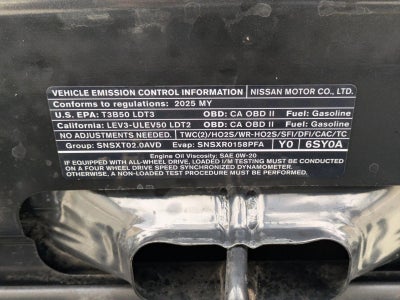 VEHICLE EMISSION CONTROL INFORMATION NISSAN MOTOR CO., LTD.
Conforms to regulations: 2025 MY
U.S. EPA: T3B50 LDT3 OBD: CA OBD II Fuel: Gasoline
California: LEV3-ULEV50 LDT2 OBD: CA OBD II Fuel: Gasoline
NO ADJUSTMENTS NEEDED. TWC(2)/HO2S/WR-HO2S/SFI/DFI/CAC/TC
Group: SNSXT02.0AVD Evap: SNSXR0158PFA Y0 6SY0A
Engine Oil Viscosity: SAE 0W-20
IF EQUIPPED WITH ALL-WHEEL DRIVE, LOADED I/M TESTING MUST BE CONDUCTED
ON A FOUR WHEEL DRIVE SPEED SYNCHRONIZED DYNAMOMETER.
OTHERWISE, A NON-LOADED TEST PROCEDURE MUST BE PERFORMED.